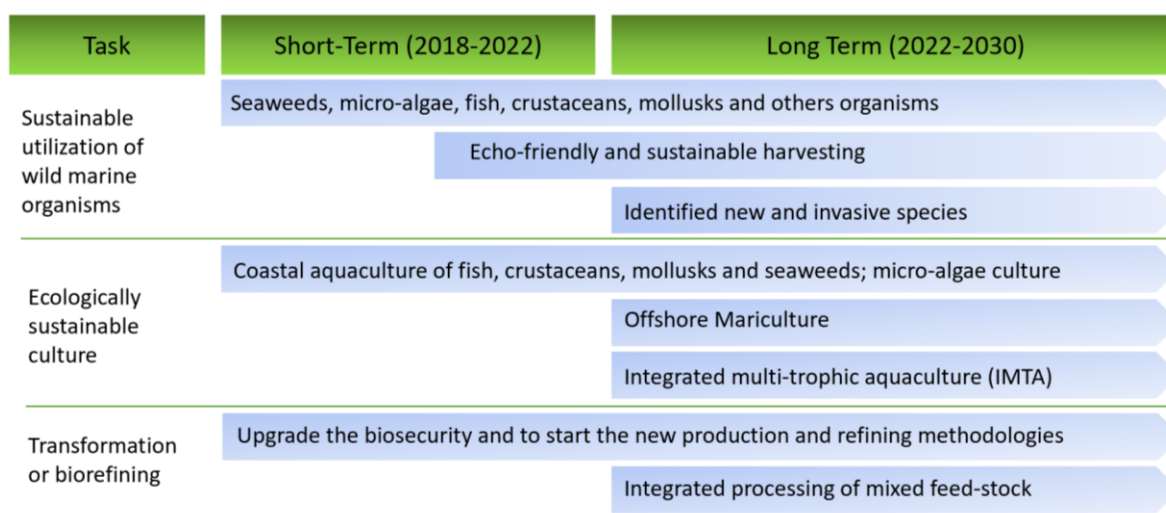 Task
Short-Term (2018-2022)
Long Term (2022-2030)
Sustainable
utilization of
wild marine
organisms
Seaweeds, micro-algae, fish, crustaceans, mollusks and others organisms
Echo-friendly and sustainable harvesting
Identified new and invasive species
Ecologically
sustainable
culture
Coastal aquaculture of fish, crustaceans, mollusks and seaweeds; micro-algae culture
Offshore Mariculture
Integrated multi-trophic aquaculture (IMTA)
Transformation
or biorefining
Upgrade the biosecurity and to start the new production and refining methodologies
Integrated processing of mixed feed-stock